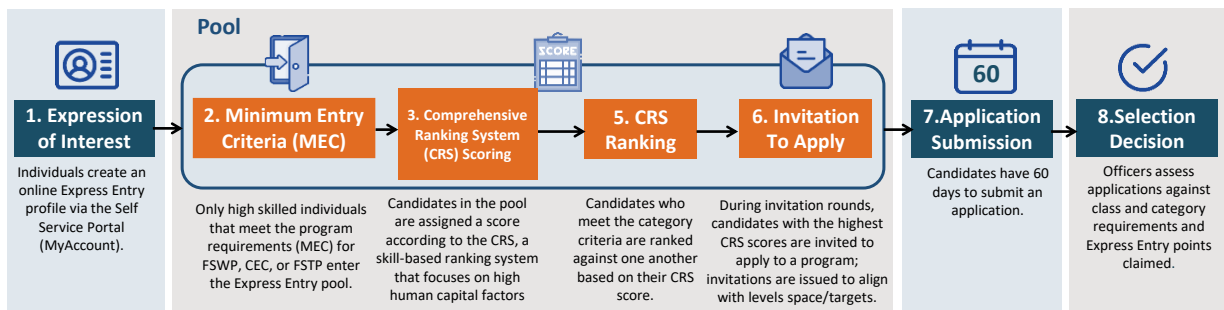 Pool
SCORE
60
1. Expression
of Interest
Individuals create an
online Express Entry
profile via the Self
Service Portal
(MyAccount).
2. Minimum Entry
Criteria (MEC)
Only high skilled individuals
that meet the program
requirements (MEC) for
FSWP, CEC, or FSTP enter
the Express Entry pool.
3. Comprehensive
Ranking System
(CRS) Scoring
Candidates in the pool
are assigned a score
according to the CRS, a
skill-based ranking system
that focuses on high
human capital factors
5. CRS
Ranking
Candidates who
meet the category
criteria are ranked
against one another
based on their CRS
score.
6. Invitation
To Apply
During invitation rounds,
candidates with the highest
CRS scores are invited to
apply to a program;
invitations are issued to align
with levels space/targets.
7.Application
Submission
Candidates have 60
days to submit an
application.
8.Selection
Decision
Officers assess
applications against
class and category
requirements and
Express Entry points
claimed.